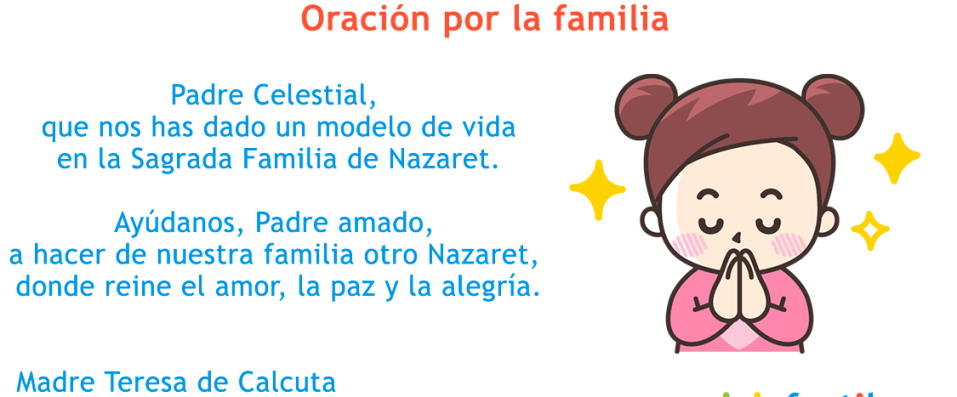 Oración por la familia
Padre Celestial,
que nos has dado un modelo de vida
en la Sagrada Familia de Nazaret.
Ayúdanos, Padre amado,
a hacer de nuestra familia otro Nazaret,
donde reine el amor, la paz y la alegría.
Madre Teresa de Calcuta